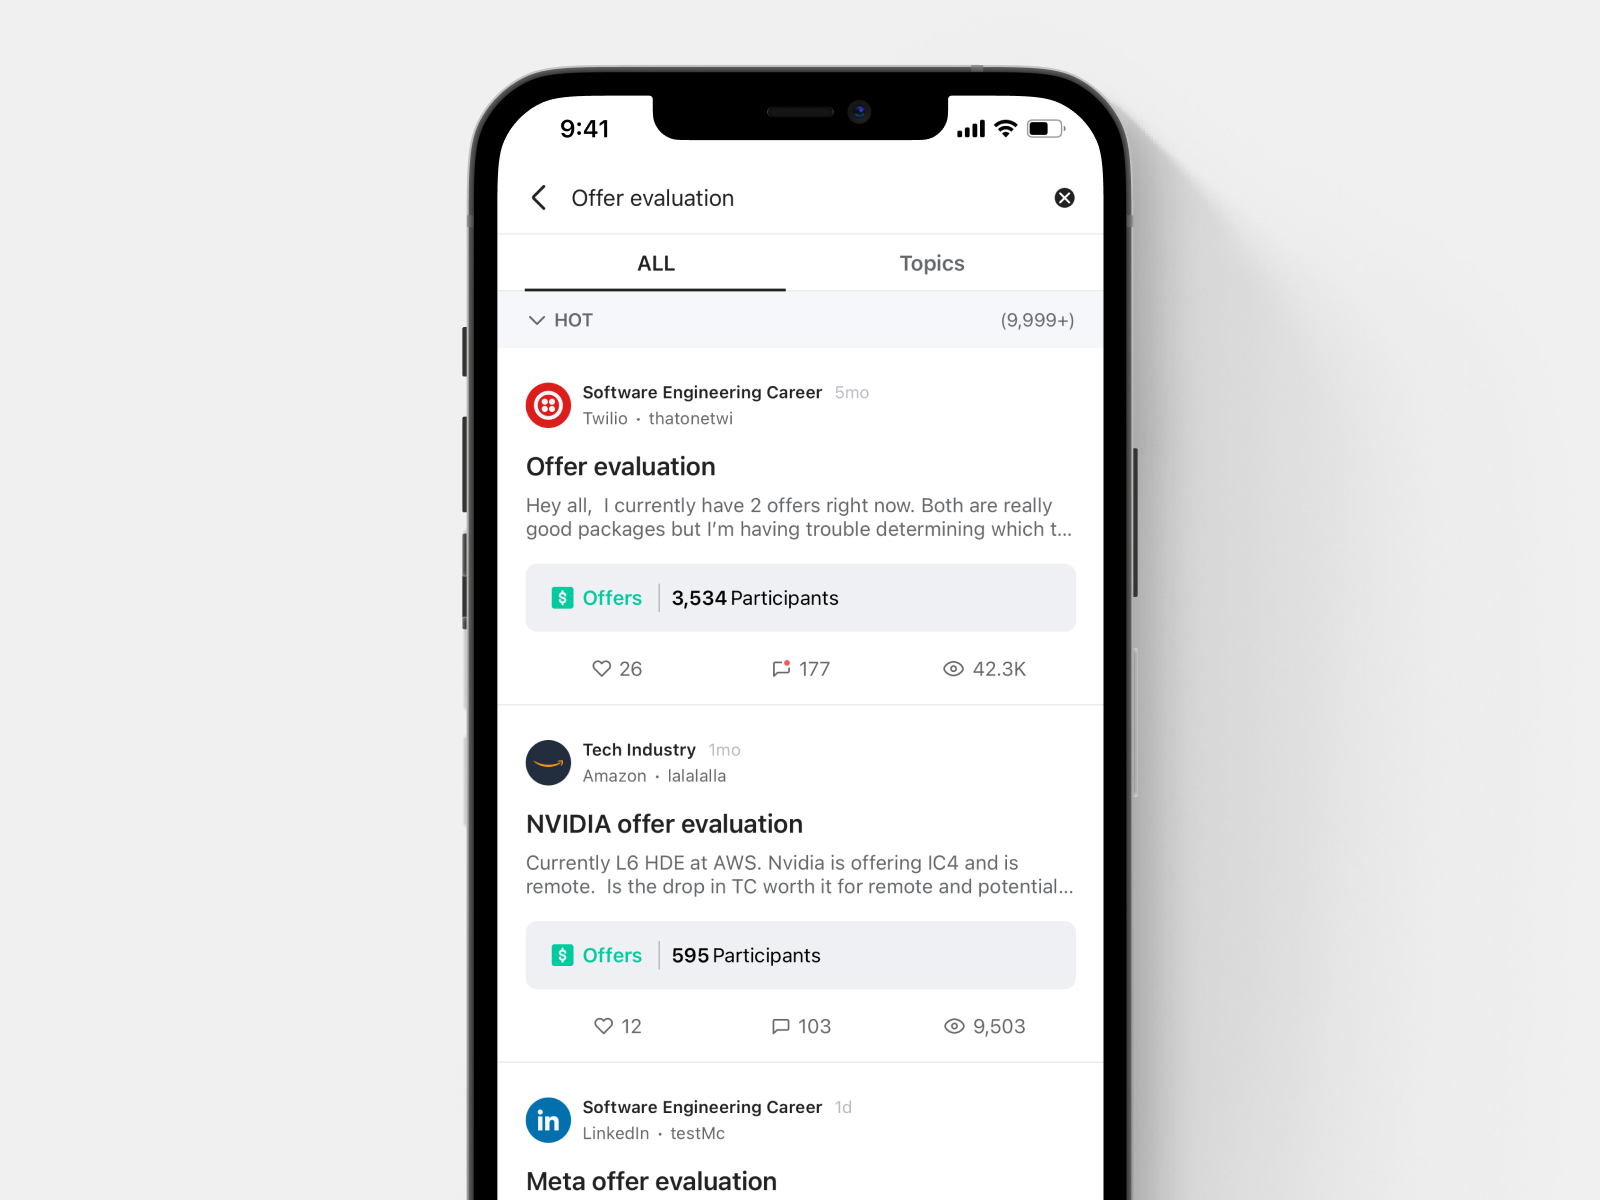 9:41
Offer evaluation
ALL
Topics
HOT
(9,999+)
Software Engineering Career 5mo
Twilio • thatonetwi
Offer evaluation
Hey all,  I currently have 2 offers right now. Both are really
good packages but I'm having trouble determining which t...
$ Offers 3,534 Participants
26 177 42.3K
Tech Industry 1mo
Amazon • lalalalla
NVIDIA offer evaluation
Currently L6 HDE at AWS. Nvidia is offering IC4 and is
remote.  Is the drop in TC worth it for remote and potential...
$ Offers 595 Participants
12 103 9,503
in
Software Engineering Career 1d
LinkedIn • testMc
Meta offer evaluation